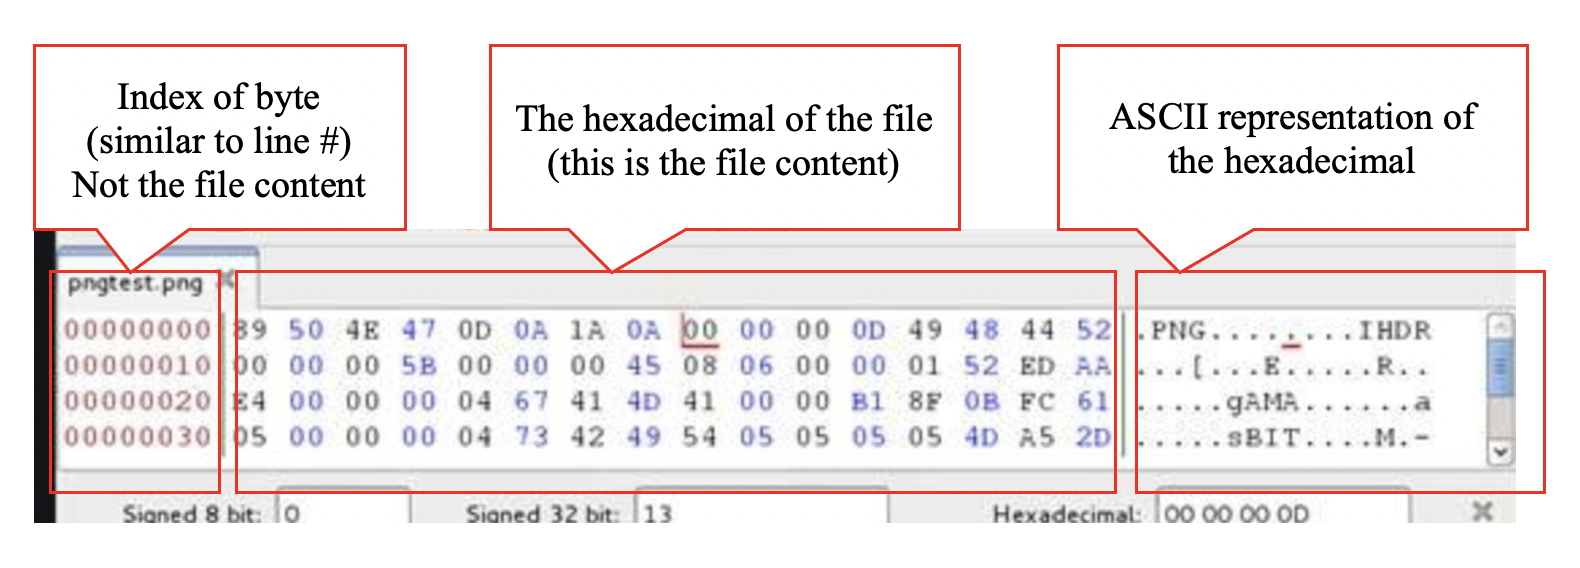 Index of byte
(similar to line #)
Not the file content
The hexadecimal of the file
(this is the file content)
ASCII representation of
the hexadecimal
pngtest.png
00000000 89 50 4E 47 0D 0A 1A 0A 00 00 00 0D 49 48 44 52 .PNG........IHDR
00000010 00 00 00 5B 00 00 00 45 08 06 00 00 01 52 ED AA ...[...E.....R..
00000020 E4 00 00 00 04 67 41 4D 41 00 00 B1 8F 0B FC 61 .....gAMA......a
00000030 05 00 00 00 04 73 42 49 54 05 05 05 05 4D A5 2D .....sBIT....M.-
Signed 8 bit: 0 Signed 32 bit: 13 Hexadecimal: 00 00 00 0D